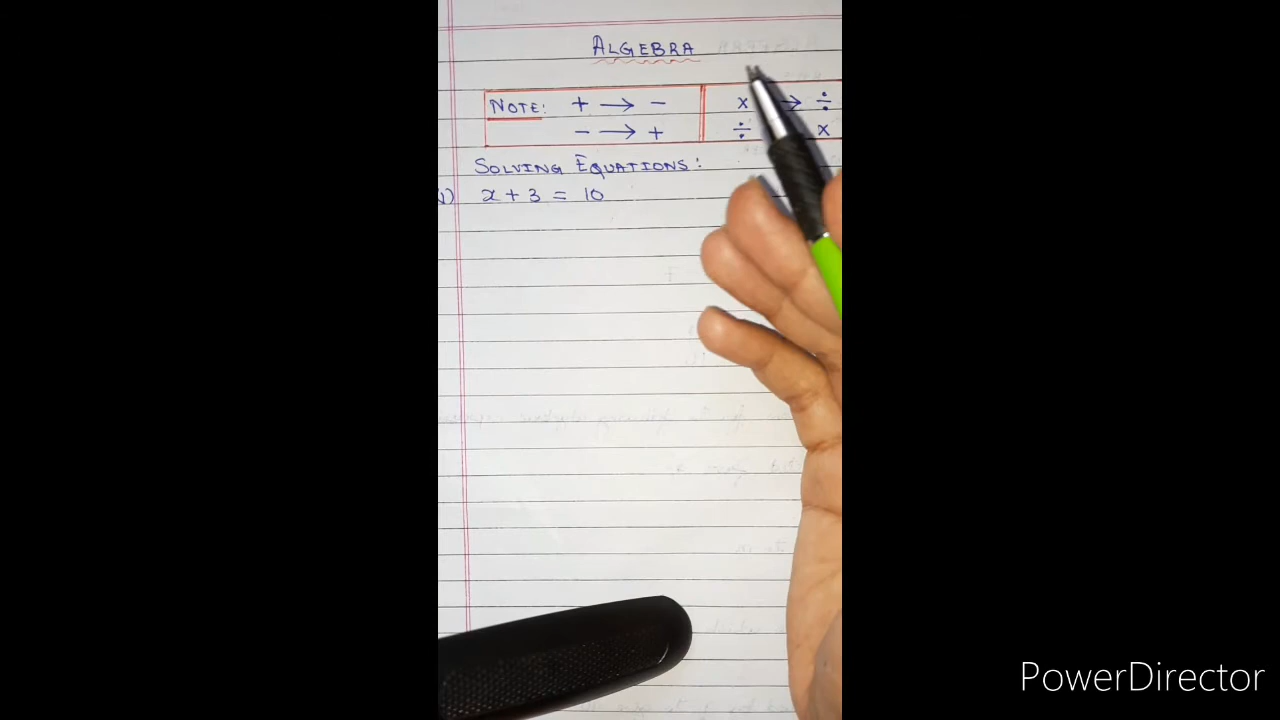 ALGEBRA
NOTE: + → - x → ÷
- → + ÷ x
SOLVING EQUATIONS:
1) x + 3 = 10
PowerDirector